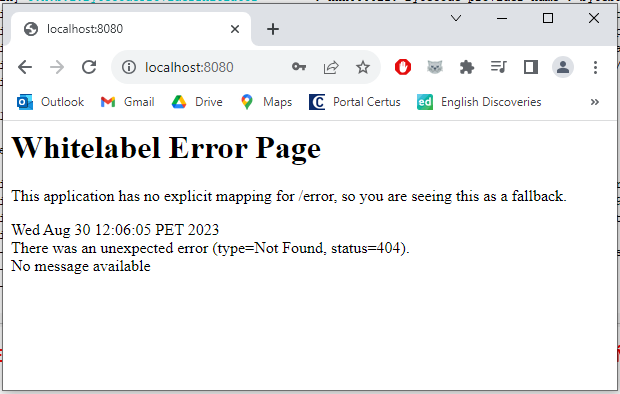 localhost:8080
localhost:8080
Outlook Gmail Drive Maps Portal Certus ed English Discoveries »
Whitelabel Error Page
This application has no explicit mapping for /error, so you are seeing this as a fallback.
Wed Aug 30 12:06:05 PET 2023
There was an unexpected error (type=Not Found, status=404).
No message available